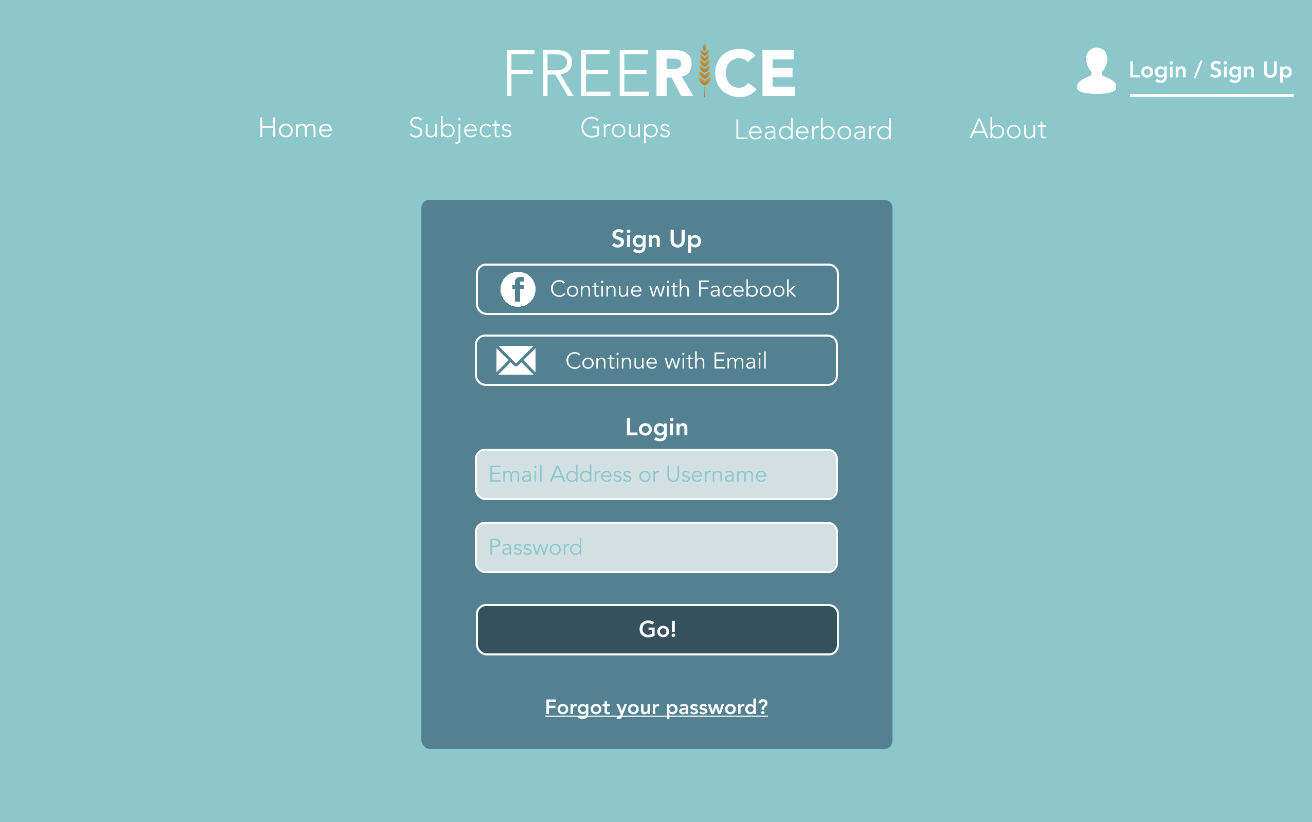 FREERICE
Login / Sign Up
Home Subjects Groups Leaderboard About
Sign Up
Continue with Facebook
Continue with Email
Login
Email Address or Username
Password
Go!
Forgot your password?